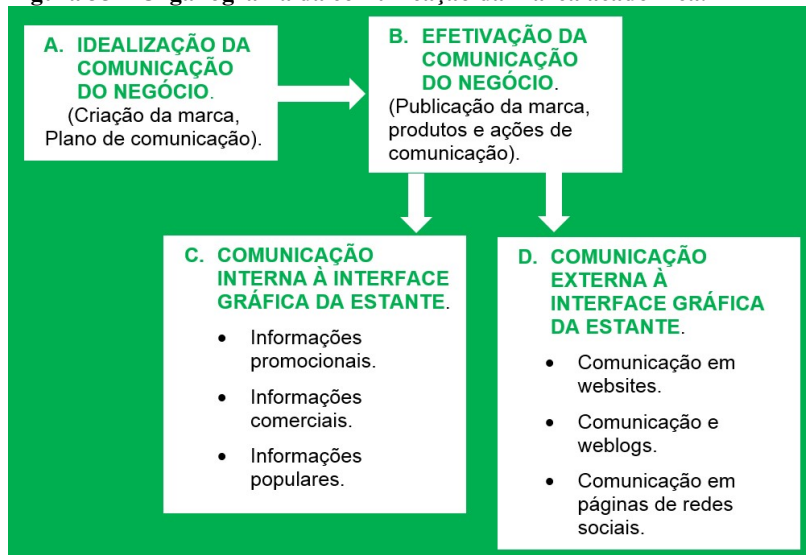 A. IDEALIZAÇÃO DA
COMUNICAÇÃO
DO NEGÓCIO.
(Criação da marca,
Plano de comunicação).
B. EFETIVAÇÃO DA
COMUNICAÇÃO
DO NEGÓCIO.
(Publicação da marca,
produtos e ações de
comunicação).
C. COMUNICAÇÃO
INTERNA À INTERFACE
GRÁFICA DA ESTANTE.
• Informações
promocionais.
• Informações
comerciais.
• Informações
populares.
D. COMUNICAÇÃO
EXTERNA À
INTERFACE GRÁFICA
DA ESTANTE.
• Comunicação em
websites.
• Comunicação e
weblogs.
• Comunicação em
páginas de redes
sociais.